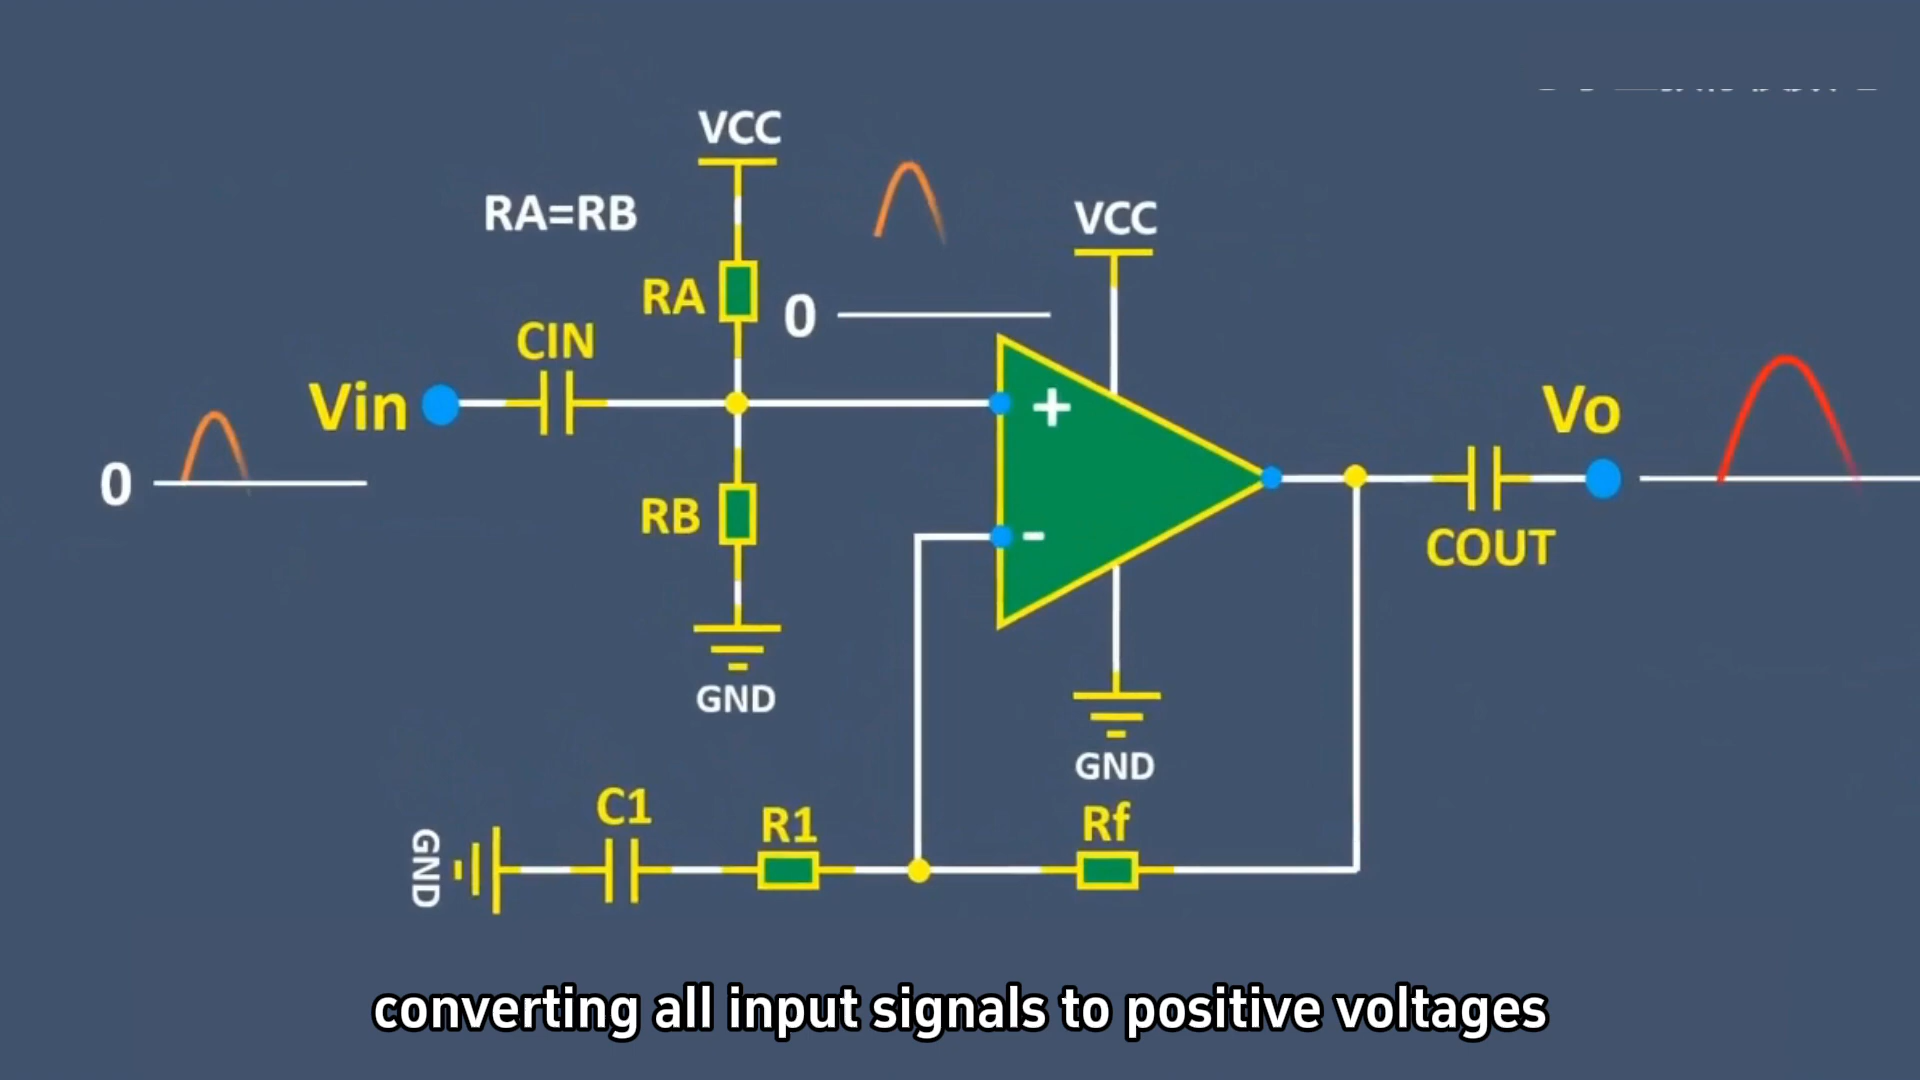 VCC
RA=RB
VCC
RA
0
CIN
Vin
+
Vo
0
RB
-
COUT
GND
GND
C1
R1
Rf
GND
converting all input signals to positive voltages